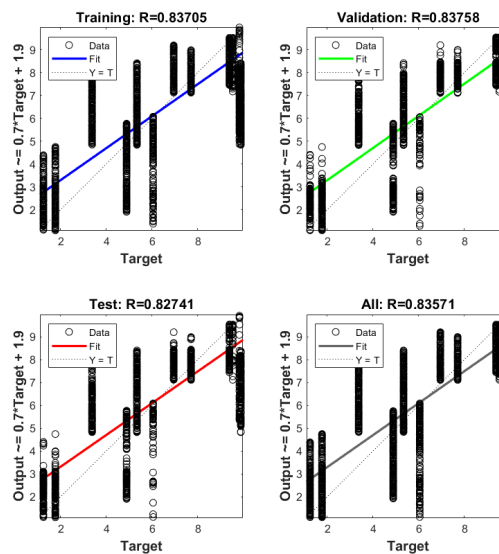 Training: R=0.83705
Output ~= 0.7*Target + 1.9
9
8
7
6
5
4
3
2
Data
Fit
Y = T
2 4 6 8
Target
Validation: R=0.83758
Output ~= 0.7*Target + 1.9
9
8
7
6
5
4
3
2
Data
Fit
Y = T
2 4 6 8
Target
Test: R=0.82741
Output ~= 0.7*Target + 1.9
9
8
7
6
5
4
3
2
Data
Fit
Y = T
2 4 6 8
Target
All: R=0.83571
Output ~= 0.7*Target + 1.9
9
8
7
6
5
4
3
2
Data
Fit
Y = T
2 4 6 8
Target